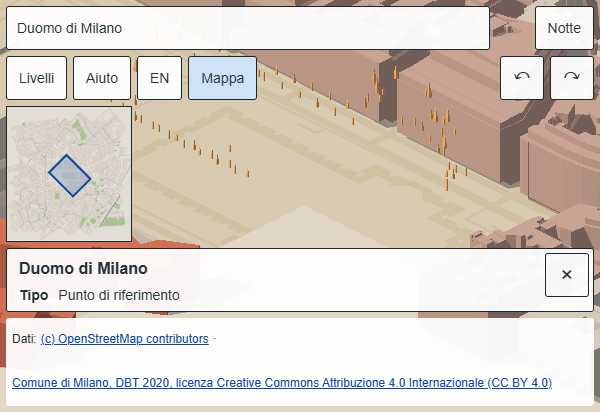 Duomo di Milano
Notte
Livelli
Aiuto
EN
Mappa
Duomo di Milano
Tipo Punto di riferimento
Dati: (c) OpenStreetMap contributors ·
Comune di Milano, DBT 2020, licenza Creative Commons Attribuzione 4.0 Internazionale (CC BY 4.0)